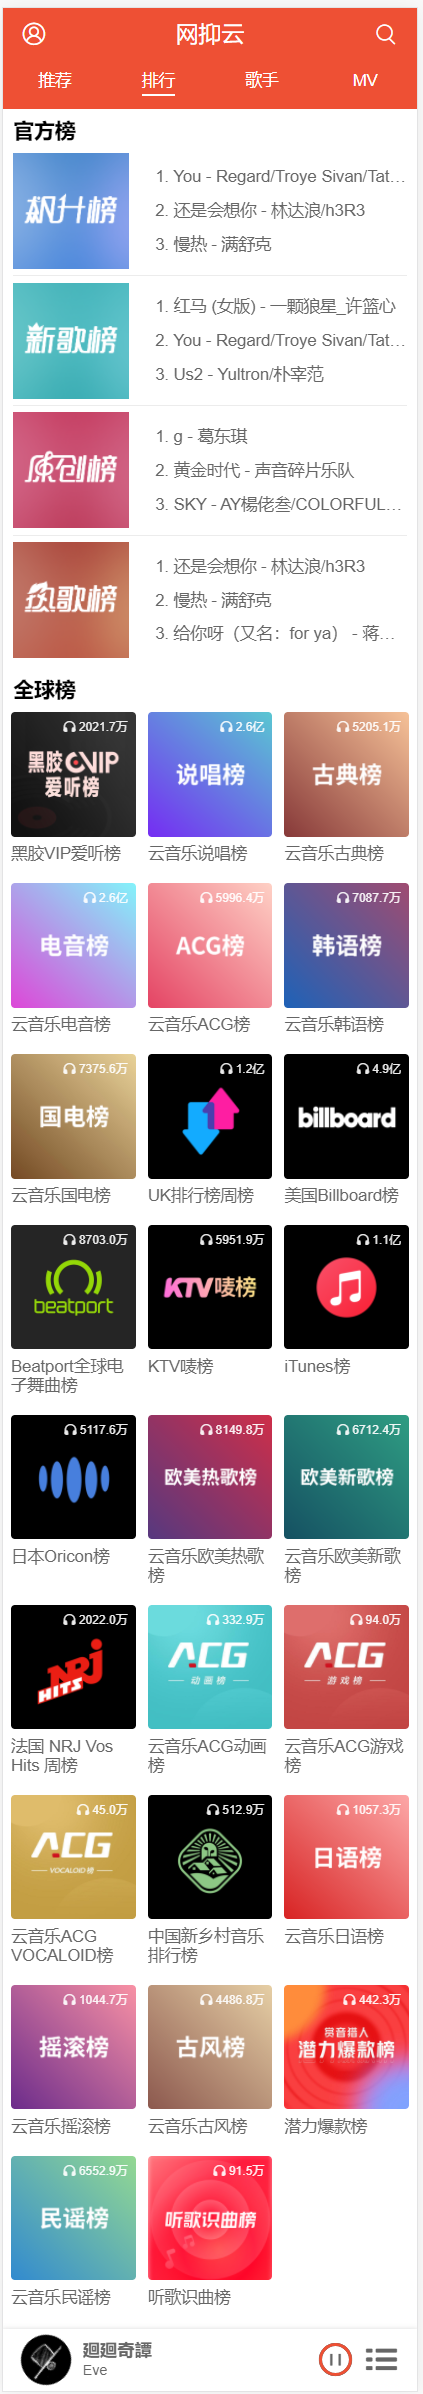 网抑云
推荐 排行 歌手 MV
官方榜
飙升榜
1. You - Regard/Troye Sivan/Tat...
2. 还是会想你 - 林达浪/h3R3
3. 慢热 - 满舒克
新歌榜
1. 红马 (女版) - 一颗狼星_许篮心
2. You - Regard/Troye Sivan/Tat...
3. Us2 - Yultron/朴宰范
原创榜
1. g - 葛东琪
2. 黄金时代 - 声音碎片乐队
3. SKY - AY楊佬叁/COLORFUL...
热歌榜
1. 还是会想你 - 林达浪/h3R3
2. 慢热 - 满舒克
3. 给你呀（又名：for ya） - 蒋...
全球榜
2021.7万 2.6亿 5205.1万
黑胶VIP
爱听榜
说唱榜 古典榜
黑胶VIP爱听榜 云音乐说唱榜 云音乐古典榜
2.6亿 5996.4万 7087.7万
电音榜 ACG榜 韩语榜
云音乐电音榜 云音乐ACG榜 云音乐韩语榜
7375.6万 1.2亿 4.9亿
国电榜 billboard
云音乐国电榜 UK排行榜周榜 美国Billboard榜
8703.0万 5951.9万 1.1亿
beatport KTV唛榜
Beatport全球电
子舞曲榜
KTV唛榜 iTunes榜
5117.6万 8149.8万 6712.4万
欧美热歌榜 欧美新歌榜
日本Oricon榜
云音乐欧美热歌
榜
云音乐欧美新歌
榜
2022.0万 332.9万 94.0万
NRJ
HITS
ACG
动画榜
ACG
游戏榜
法国 NRJ Vos
Hits 周榜
云音乐ACG动画
榜
云音乐ACG游戏
榜
45.0万 512.9万 1057.3万
ACG
VOCALOID榜
日语榜
云音乐ACG
VOCALOID榜
中国新乡村音乐
排行榜
云音乐日语榜
1044.7万 4486.8万 442.3万
摇滚榜 古风榜
赏音猎人
潜力爆款榜
云音乐摇滚榜 云音乐古风榜 潜力爆款榜
6552.9万 91.5万
民谣榜 听歌识曲榜
云音乐民谣榜 听歌识曲榜
廻廻奇譚
Eve